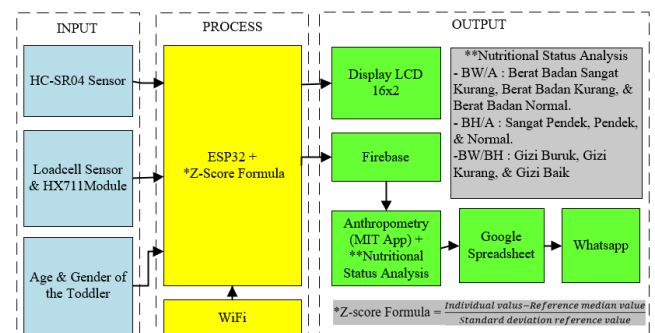 INPUT
PROCESS
OUTPUT
HC-SR04 Sensor
Loadcell Sensor
& HX711Module
Age & Gender of
the Toddler
ESP32 +
*Z-Score Formula
WiFi
Display LCD
16x2
Firebase
Anthropometry
(MIT App) +
**Nutritional
Status Analysis
Google
Spreadsheet
Whatsapp
**Nutritional Status Analysis
- BW/A : Berat Badan Sangat
Kurang, Berat Badan Kurang, &
Berat Badan Normal.
- BH/A : Sangat Pendek, Pendek,
& Normal.
-BW/BH : Gizi Buruk, Gizi
Kurang, & Gizi Baik
*Z-score Formula = Individual valus−Reference median value
Standard deviation reference value